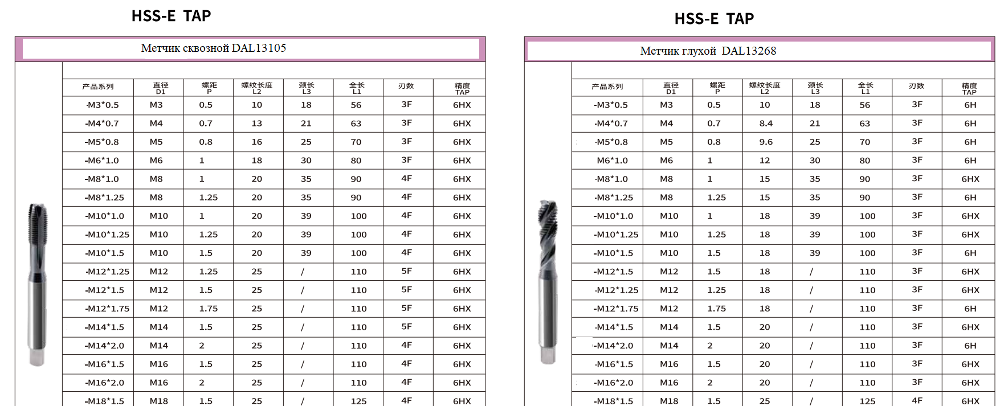 HSS-E TAP
Метчик сквозной DAL13105
产品系列 直径 D1 螺距 P 螺纹长度 L2 颈长 L3 全长 L1 刃数 精度 TAP
·M3*0.5 M3 0.5 10 18 56 3F 6HX
-M4*0.7 M4 0.7 13 21 63 3F 6HX
-M5*0.8 M5 0.8 16 25 70 3F 6HX
-M6*1.0 M6 1 18 30 80 3F 6HX
-M8*1.0 M8 1 20 35 90 4F 6HX
-M8*1.25 M8 1.25 20 35 90 4F 6HX
-M10*1.0 M10 1 20 39 100 4F 6HX
-M10*1.25 M10 1.25 20 39 100 4F 6HX
-M10*1.5 M10 1.5 20 39 100 4F 6HX
-M12*1.25 M12 1.25 25 / 110 5F 6HX
-M12*1.5 M12 1.5 25 / 110 5F 6HX
-M12*1.75 M12 1.75 25 / 110 5F 6HX
-M14*1.5 M14 1.5 25 / 110 5F 6HX
-M14*2.0 M14 2 25 / 110 4F 6HX
-M16*1.5 M16 1.5 25 / 110 4F 6HX
-M16*2.0 M16 2 25 / 110 4F 6HX
-M18*1.5 M18 1.5 25 / 125 4F 6HX
HSS-E TAP
Метчик глухой DAL13268
产品系列 直径 D1 螺距 P 螺纹长度 L2 颈长 L3 全长 L1 刃数 精度 TAP
-M3*0.5 M3 0.5 10 18 56 3F 6H
-M4*0.7 M4 0.7 8.4 21 63 3F 6H
·M5*0.8 M5 0.8 9.6 25 70 3F 6H
M6*1.0 M6 1 12 30 80 3F 6H
·M8*1.0 M8 1 15 35 90 3F 6HX
-M8*1.25 M8 1.25 15 35 90 3F 6H
-M10*1.0 M10 1 18 39 100 3F 6HX
-M10*1.25 M10 1.25 18 39 100 3F 6HX
-M10*1.5 M10 1.5 18 39 100 3F 6H
-M12*1.5 M12 1.5 18 / 110 3F 6HX
·M12*1.25 M12 1.25 18 / 110 3F 6HX
-M12*1.75 M12 1.75 18 / 110 3F 6H
·M14*1.5 M14 1.5 20 / 110 3F 6HX
-M14*2.0 M14 2 20 / 110 3F 6H
·M16*1.5 M16 1.5 20 / 110 3F 6HX
-M16*2.0 M16 2 20 / 110 3F 6HX
-M18*1.5 M18 1.5 25 / 125 4F 6HX